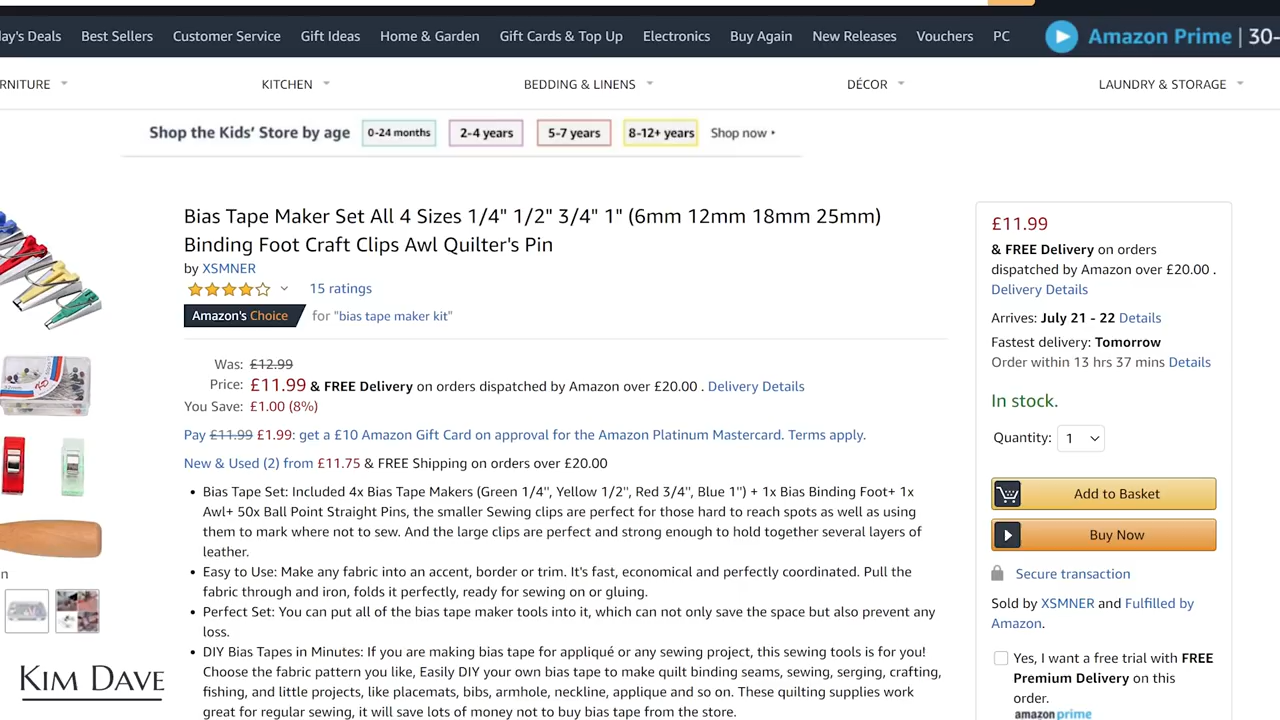 Deals Best Sellers Customer Service Gift Ideas Home & Garden Gift Cards & Top Up Electronics Buy Again New Releases Vouchers PC Amazon Prime | 30-
KITCHEN BEDDING & LINENS DÉCOR LAUNDRY & STORAGE
Shop the Kids' Store by age 0-24 months 2-4 years 5-7 years 8-12+ years Shop now
Bias Tape Maker Set All 4 Sizes 1/4" 1/2" 3/4" 1" (6mm 12mm 18mm 25mm)
Binding Foot Craft Clips Awl Quilter's Pin
by XSMNER
15 ratings
Amazon's Choice for "bias tape maker kit"
Was: £12.99
Price: £11.99 & FREE Delivery on orders dispatched by Amazon over £20.00 . Delivery Details
You Save: £1.00 (8%)
Pay £11.99 £1.99: get a £10 Amazon Gift Card on approval for the Amazon Platinum Mastercard. Terms apply.
New & Used (2) from £11.75 & FREE Shipping on orders over £20.00
• Bias Tape Set: Included 4x Bias Tape Makers (Green 1/4", Yellow 1/2", Red 3/4", Blue 1") + 1x Bias Binding Foot+ 1x
Awl+ 50x Ball Point Straight Pins, the smaller Sewing clips are perfect for those hard to reach spots as well as using
them to mark where not to sew. And the large clips are perfect and strong enough to hold together several layers of
leather.
• Easy to Use: Make any fabric into an accent, border or trim. It's fast, economical and perfectly coordinated. Pull the
fabric through and iron, folds it perfectly, ready for sewing on or gluing.
• Perfect Set: You can put all of the bias tape maker tools into it, which can not only save the space but also prevent any
loss.
• DIY Bias Tapes in Minutes: If you are making bias tape for appliqué or any sewing project, this sewing tools is for you!
Choose the fabric pattern you like, Easily DIY your own bias tape to make quilt binding seams, sewing, serging, crafting,
fishing, and little projects, like placemats, bibs, armhole, neckline, applique and so on. These quilting supplies work
great for regular sewing, it will save lots of money not to buy bias tape from the store.
£11.99
& FREE Delivery on orders
dispatched by Amazon over £20.00 .
Delivery Details
Arrives: July 21 - 22 Details
Fastest delivery: Tomorrow
Order within 13 hrs 37 mins Details
In stock.
Quantity: 1
Add to Basket
Buy Now
Secure transaction
Sold by XSMNER and Fulfilled by
Amazon.
Yes, I want a free trial with FREE
Premium Delivery on this
order.
amazon prime
KIM DAVE